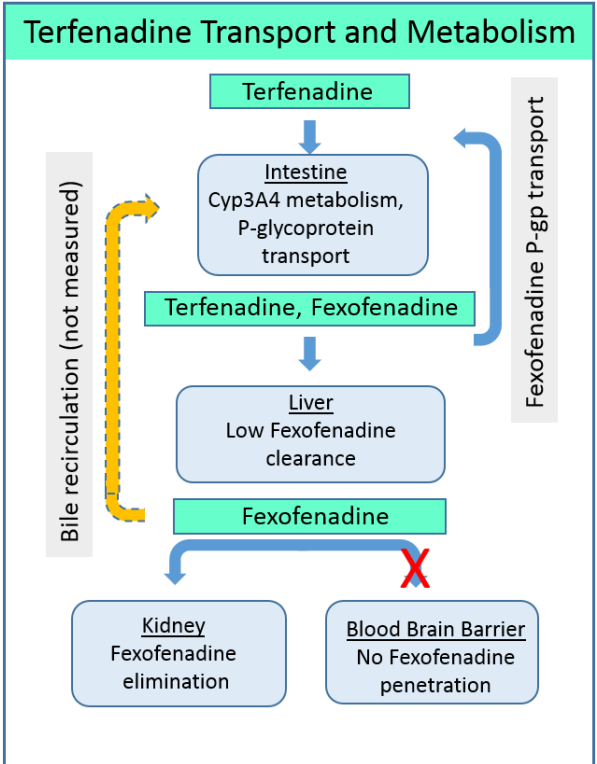 Terfenadine Transport and Metabolism
Terfenadine
Intestine
Cyp3A4 metabolism,
P-glycoprotein
transport
Terfenadine, Fexofenadine
Liver
Low Fexofenadine
clearance
Fexofenadine
Kidney
Fexofenadine
elimination
Blood Brain Barrier
No Fexofenadine
penetration
Bile recirculation (not measured)
Fexofenadine P-gp transport
X